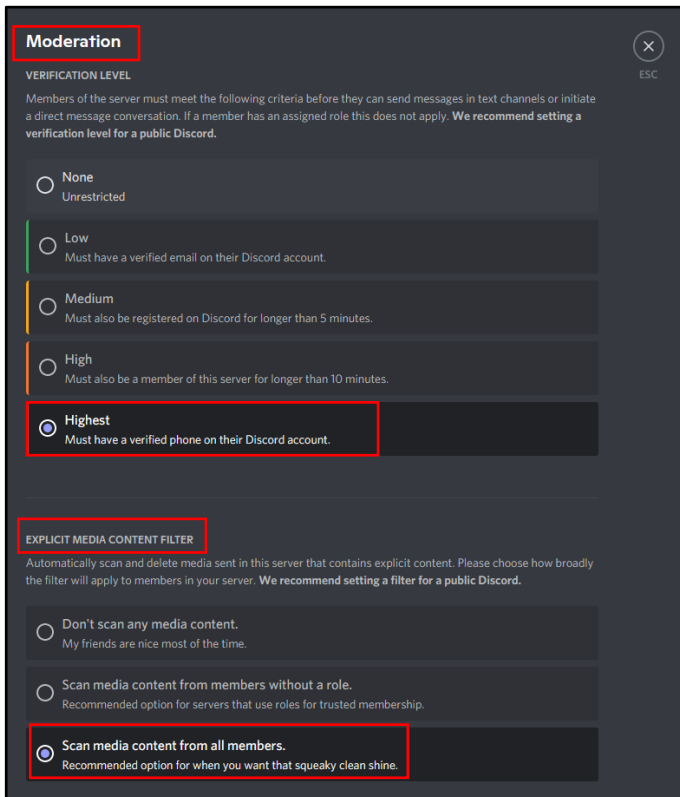 Moderation
ESC
VERIFICATION LEVEL
Members of the server must meet the following criteria before they can send messages in text channels or initiate
a direct message conversation. If a member has an assigned role this does not apply. We recommend setting a
verification level for a public Discord.
None
Unrestricted
Low
Must have a verified email on their Discord account.
Medium
Must also be registered on Discord for longer than 5 minutes.
High
Must also be a member of this server for longer than 10 minutes.
Highest
Must have a verified phone on their Discord account.
EXPLICIT MEDIA CONTENT FILTER
Automatically scan and delete media sent in this server that contains explicit content. Please choose how broadly
the filter will apply to members in your server. We recommend setting a filter for a public Discord.
Don't scan any media content.
My friends are nice most of the time.
Scan media content from members without a role.
Recommended option for servers that use roles for trusted membership.
Scan media content from all members.
Recommended option for when you want that squeaky clean shine.